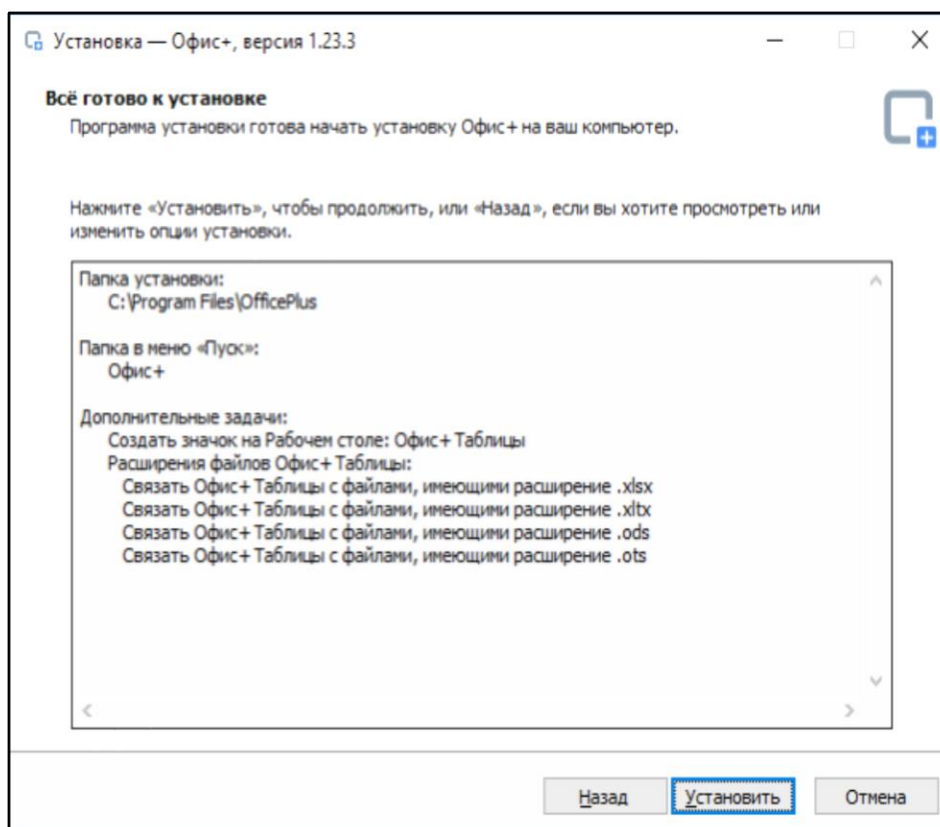 Установка — Офис+, версия 1.23.3
Всё готово к установке
Программа установки готова начать установку Офис+ на ваш компьютер.
Нажмите «Установить», чтобы продолжить, или «Назад», если вы хотите просмотреть или
изменить опции установки.
Папка установки:
C:\Program Files\OfficePlus
Папка в меню «Пуск»:
Офис+
Дополнительные задачи:
Создать значок на Рабочем столе: Офис+ Таблицы
Расширения файлов Офис+ Таблицы:
Связать Офис+ Таблицы с файлами, имеющими расширение .xlsx
Связать Офис+ Таблицы с файлами, имеющими расширение .xltx
Связать Офис+ Таблицы с файлами, имеющими расширение .ods
Связать Офис+ Таблицы с файлами, имеющими расширение .ots
Назад
Установить
Отмена